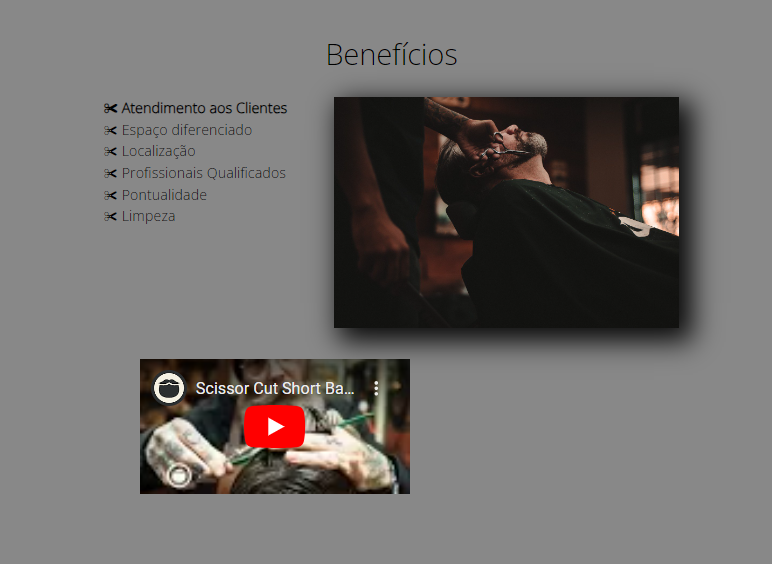 Benefícios
✂ Atendimento aos Clientes
✂ Espaço diferenciado
✂ Localização
✂ Profissionais Qualificados
✂ Pontualidade
✂ Limpeza
Scissor Cut Short Ba...